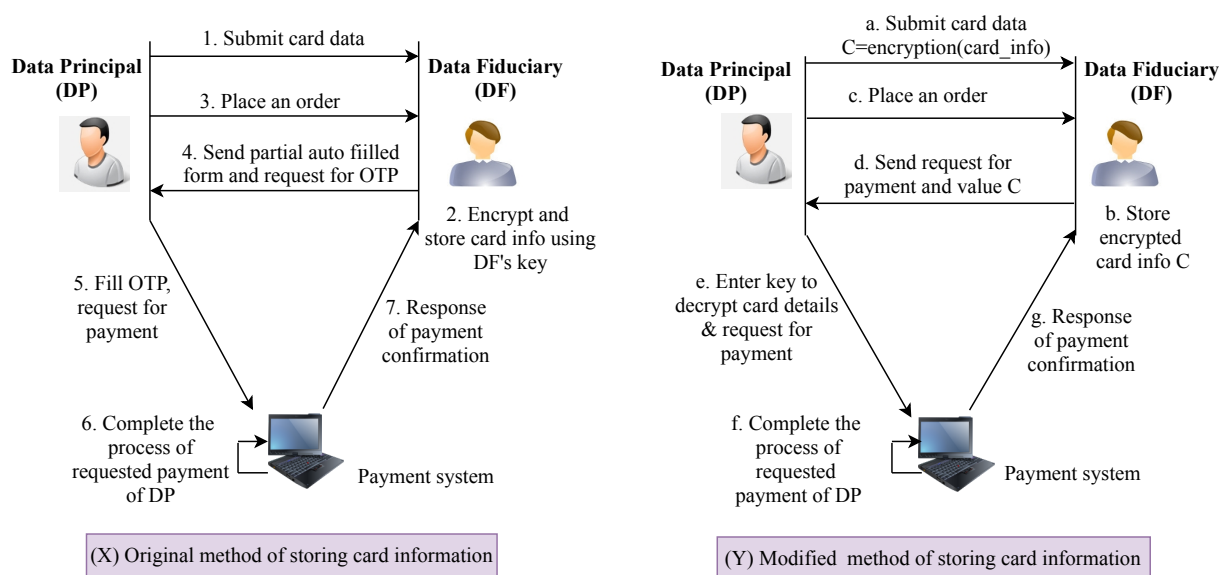 1. Submit card data
Data Principal
(DP)
Data Fiduciary
(DF)
3. Place an order
4. Send partial auto fiilled
form and request for OTP
2. Encrypt and
store card info using
DF's key
5. Fill OTP,
request for
payment
7. Response
of payment
confirmation
6. Complete the
process of
requested payment
of DP
Payment system
(X) Original method of storing card information
a. Submit card data
C=encryption(card_info)
Data Principal
(DP)
Data Fiduciary
(DF)
c. Place an order
d. Send request for
payment and value C
b. Store
encrypted
card info C
e. Enter key to
decrypt card details
& request for
payment
g. Response
of payment
confirmation
f. Complete the
process of
requested
payment of DP
Payment system
(Y) Modified method of storing card information